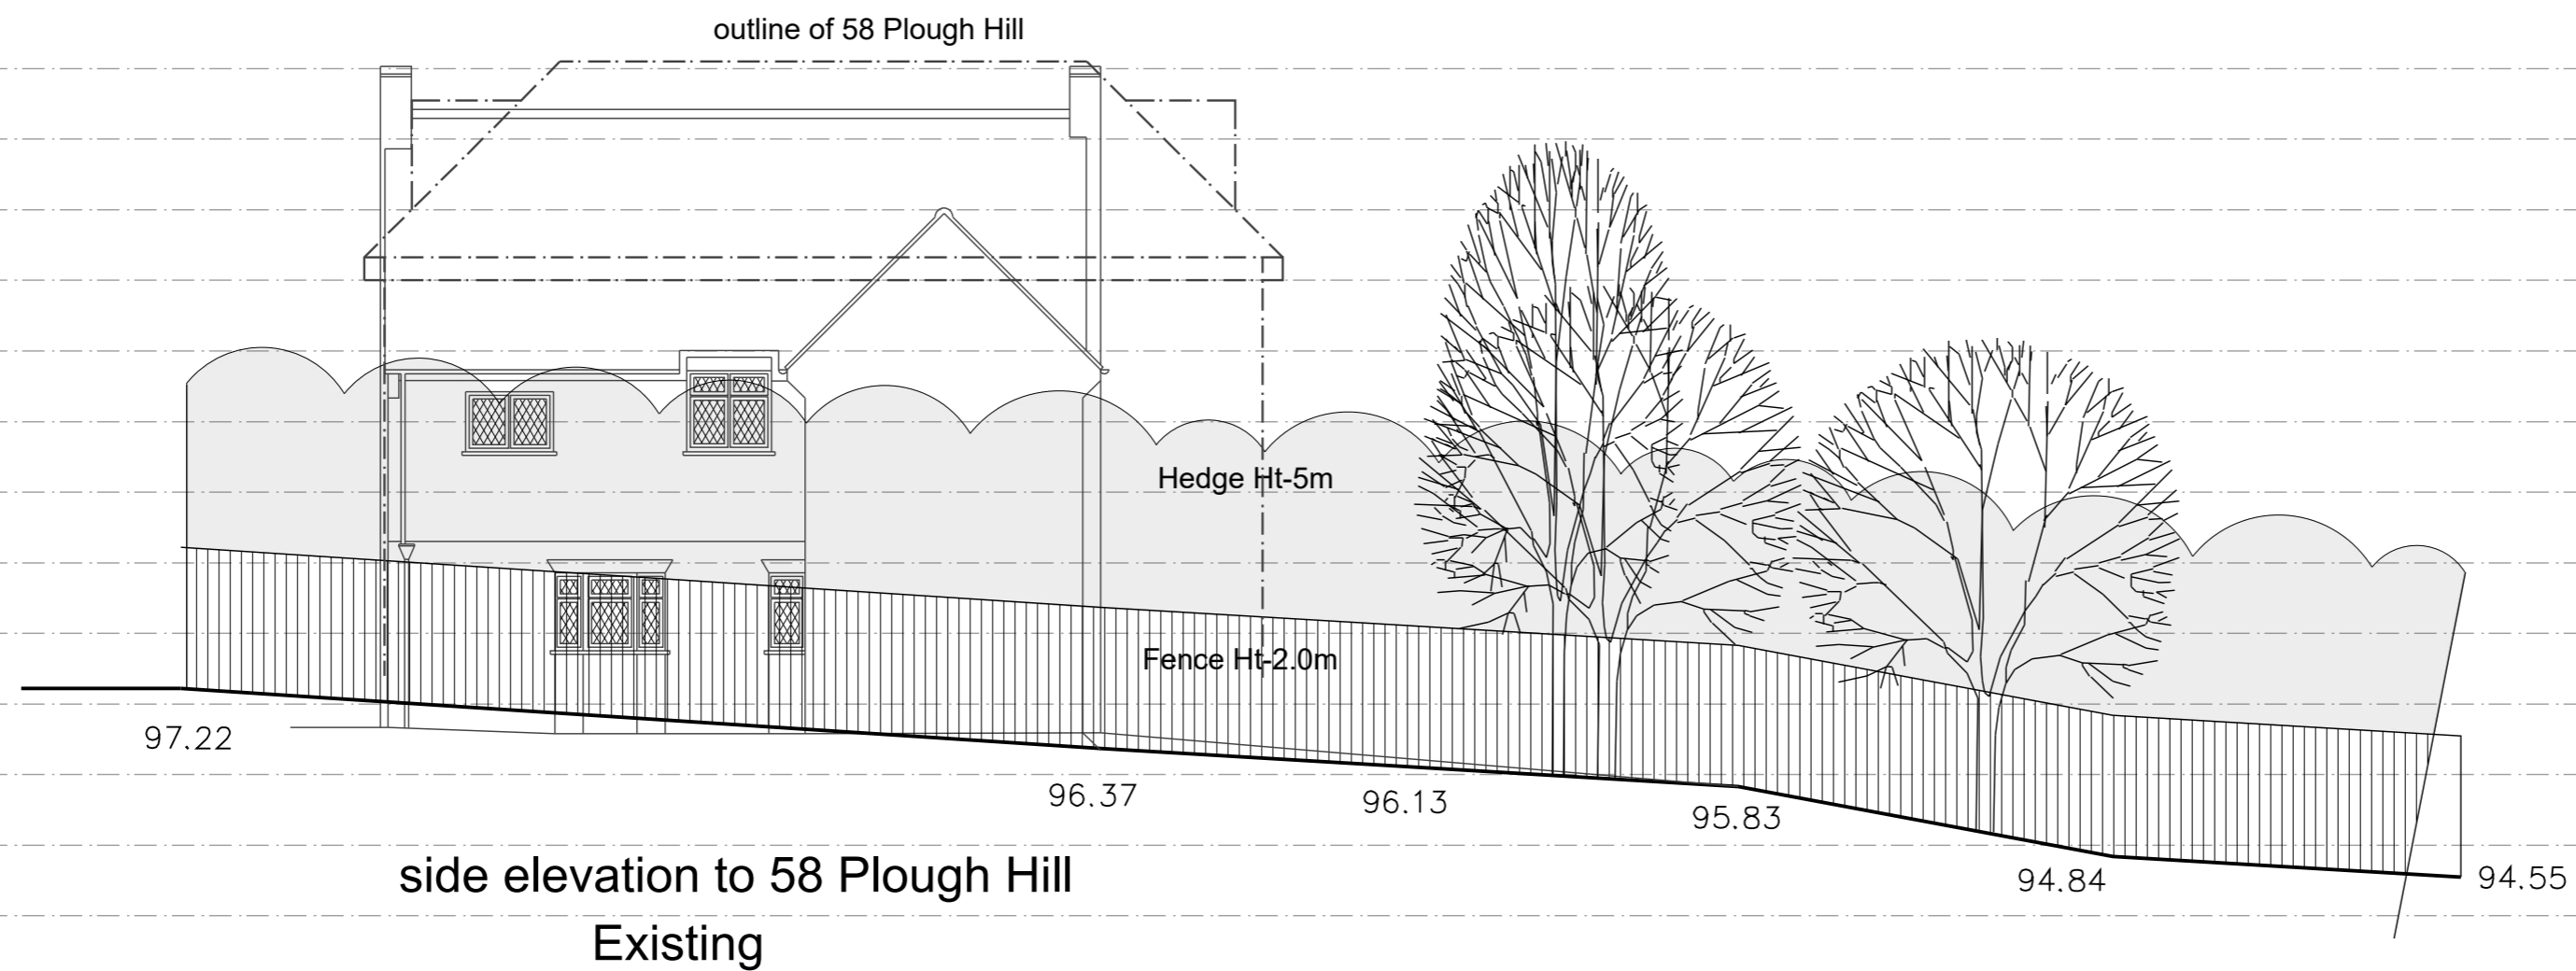 outline of 58 Plough Hill
Hedge Ht-5m
Fence Ht-2.0m
97.22
96.37
96.13
95.83
94.84
94.55
side elevation to 58 Plough Hill
Existing